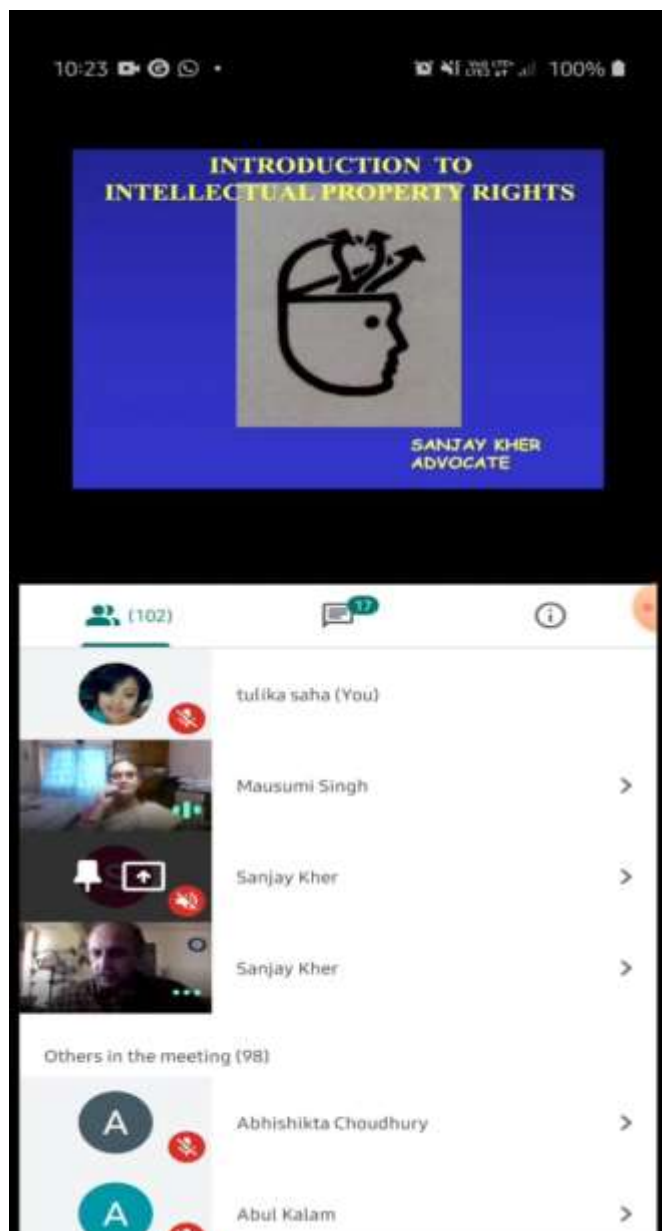 10:23
100%
INTRODUCTION TO
INTELLECTUAL PROPERTY RIGHTS
SANJAY KHER
ADVOCATE
(102)
17
tulika saha (You)
Mausumi Singh
Sanjay Kher
Sanjay Kher
Others in the meeting (98)
A
Abhishikta Choudhury
A
Abul Kalam